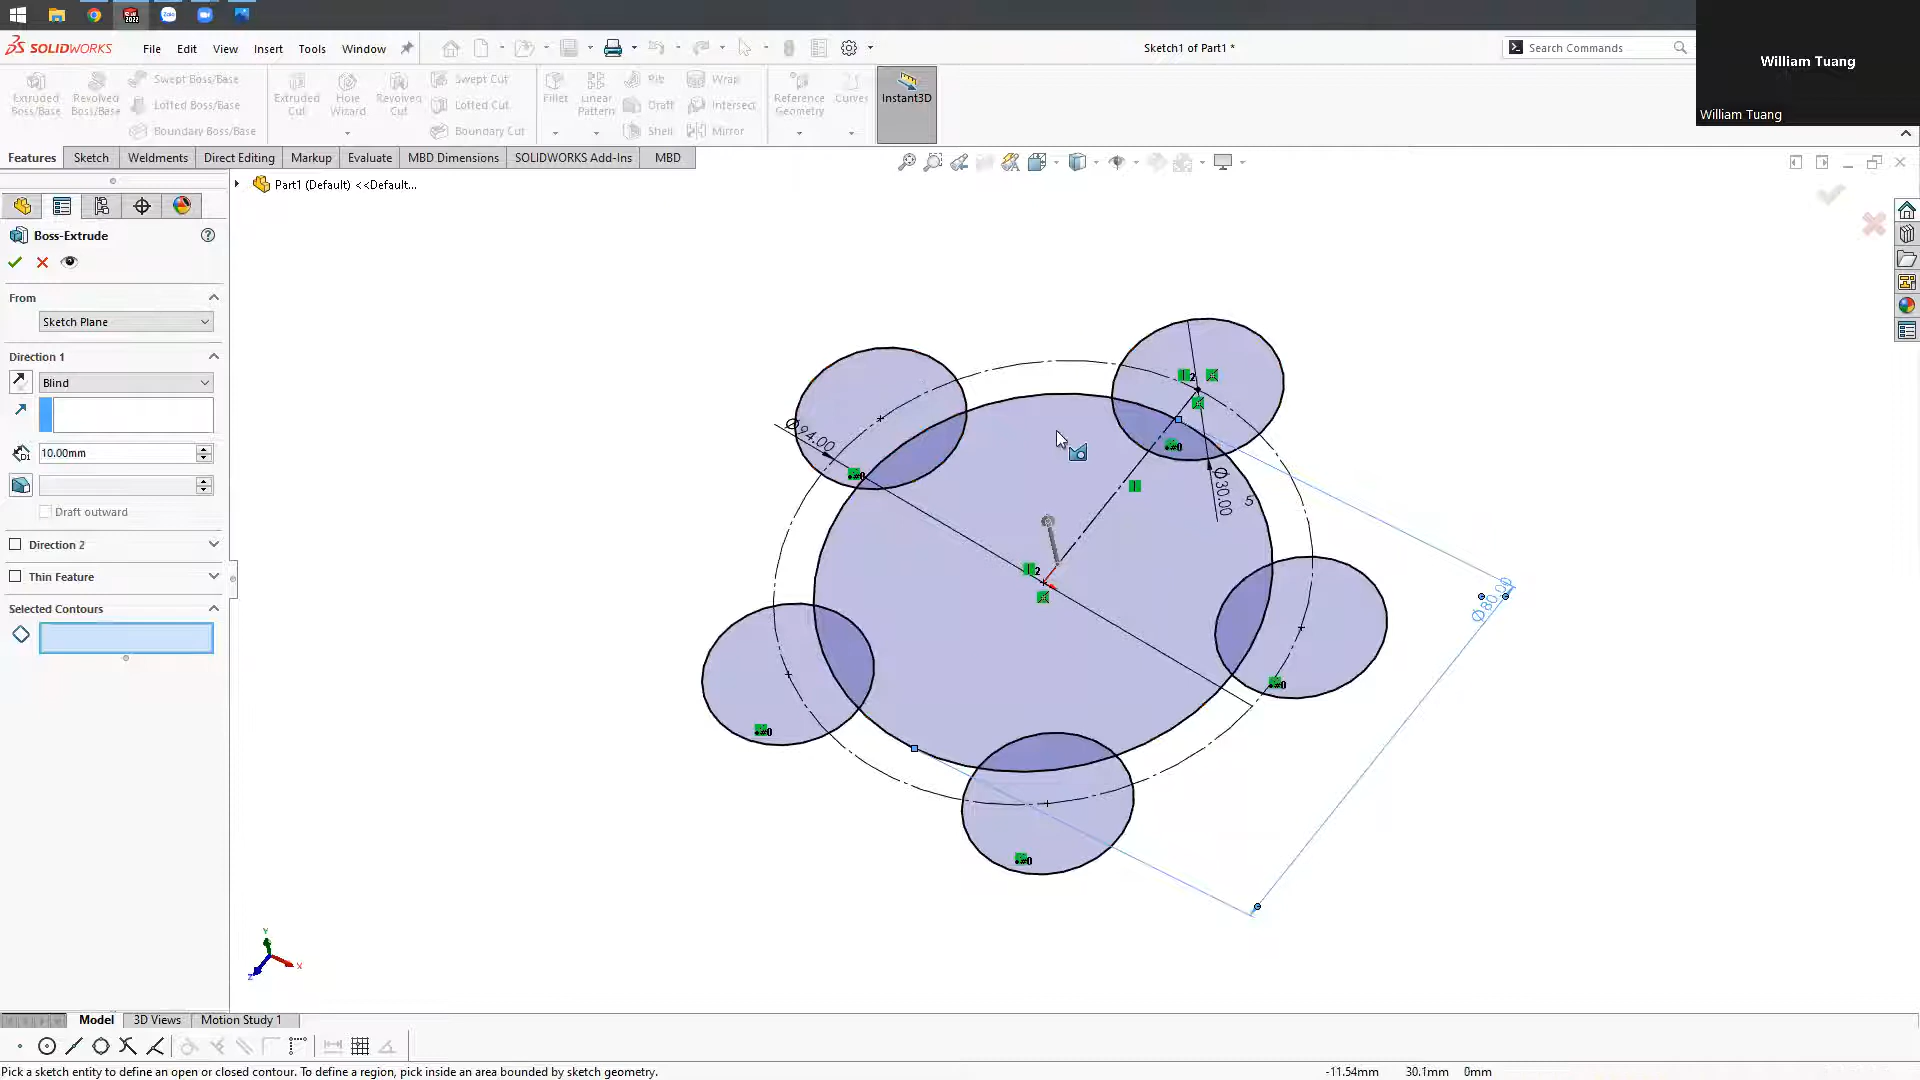 SOLIDWORKS
File Edit View Insert Tools Window
Sketch1 of Part1 *
Search Commands
William Tuang
William Tuang
Extruded Boss/Base
Revolved Boss/Base
Swept Boss/Base
Lofted Boss/Base
Boundary Boss/Base
Extruded Cut
Hole Wizard
Revolved Cut
Swept Cut
Lofted Cut
Boundary Cut
Fillet
Linear Pattern
Rib
Draft
Shell
Wrap
Intersect
Mirror
Reference Geometry
Curves
Instant3D
Features Sketch Weldments Direct Editing Markup Evaluate MBD Dimensions SOLIDWORKS Add-Ins MBD
Part1 (Default) <<Default...
Boss-Extrude
From
Sketch Plane
Direction 1
Blind
10.00mm
Draft outward
Direction 2
Thin Feature
Selected Contours
Ø94.00
Ø30.00
5
Ø80.00
2
2
Y
X
Z
Model 3D Views Motion Study 1
Pick a sketch entity to define an open or closed contour. To define a region, pick inside an area bounded by sketch geometry.
-11.54mm 30.1mm 0mm